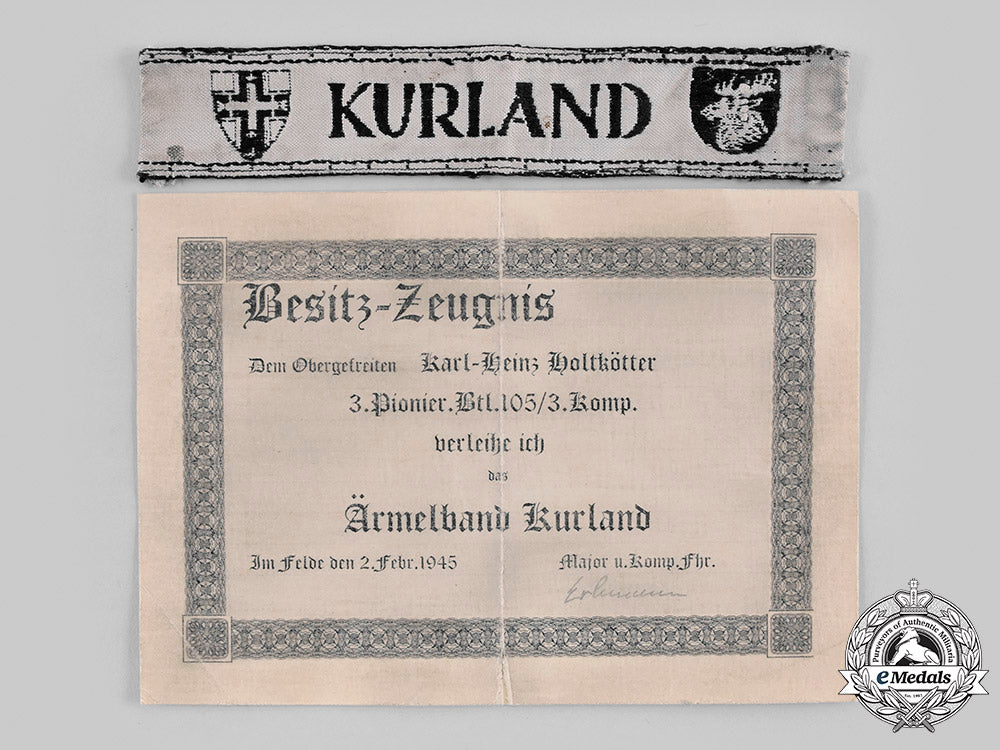 KURLAND
Besitz-Zeugnis
Dem Obergefreiten Karl-Heinz Holtkötter
3.Pionier.Btl.105/3.Komp.
verleihe ich
das
Ärmelband Kurland
Im Felde den 2.Febr.1945 Major u.Komp.Fhr.
Purveyors of Authentic Militaria
eMedals